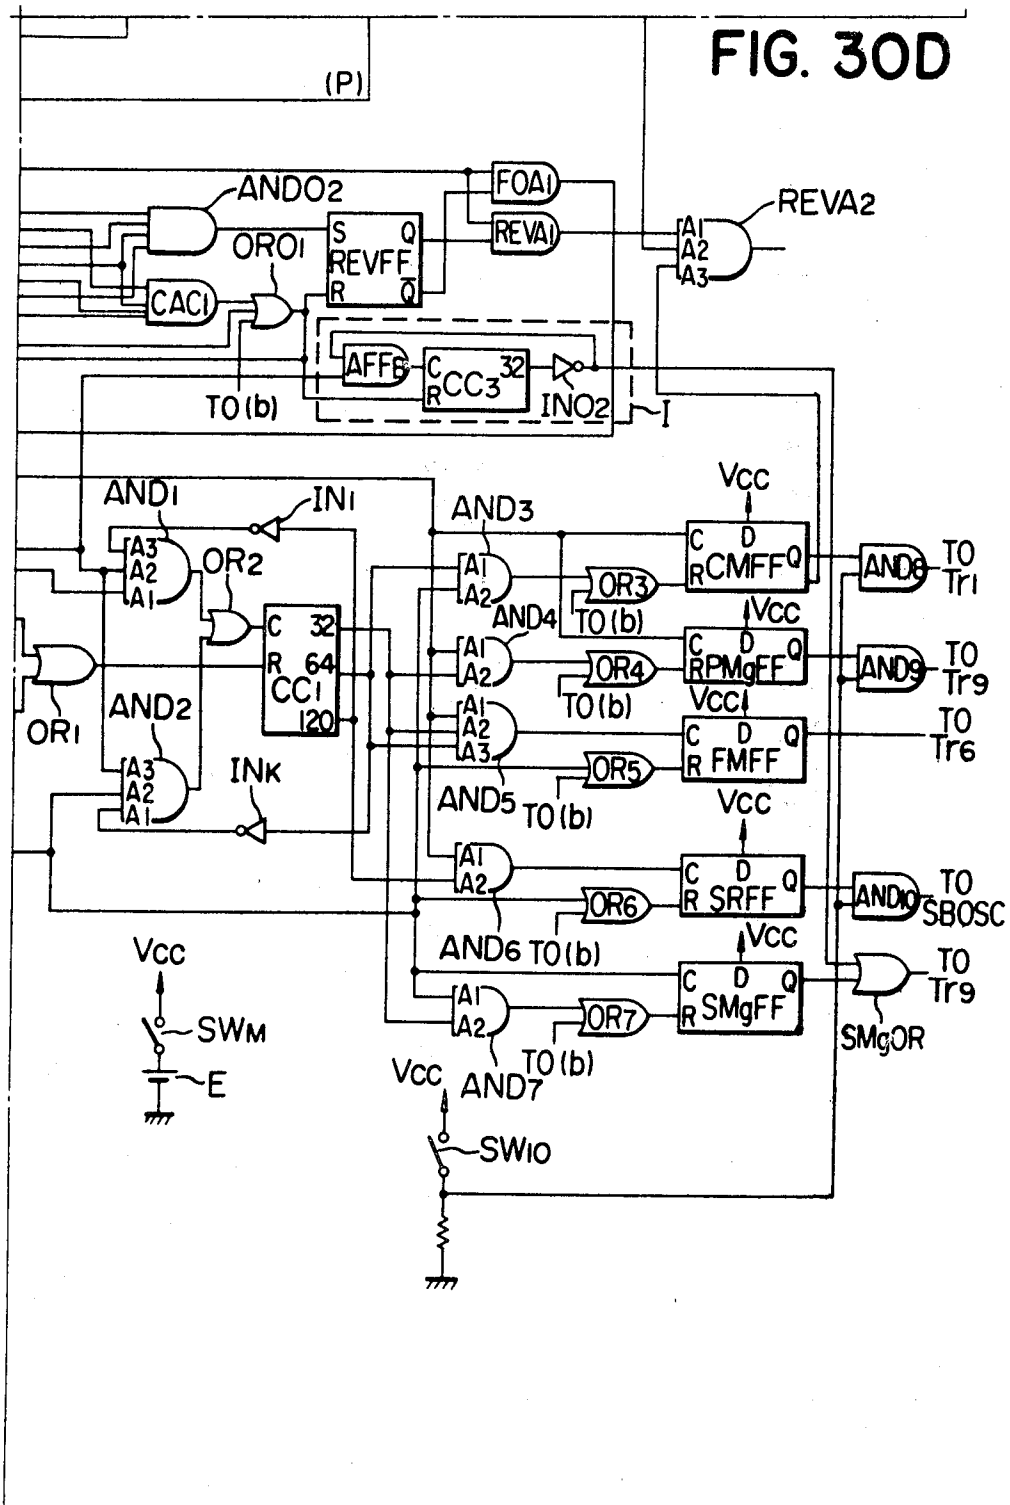 FIG. 30D
(P)
ANDO2
FOA1
REVA2
ORO1
S Q
REVFF
R Q̅
REVA1
A1
A2
A3
CAC1
TO(b)
AFF6
C 32
CC3
R
INO2
I
AND1
IN1
A3
A2
A1
OR2
C 32
R 64
CC1
120
OR1
AND2
A3
A2
A1
INK
AND3
A1
A2
OR3
TO(b)
VCC
C D Q
CMFF
R
AND8
TO
Tr1
AND4
A1
A2
OR4
TO(b)
VCC
C D Q
RPMgFF
AND9
TO
Tr9
A1
A2
A3
AND5
OR5
TO(b)
VCC
C D Q
R FMFF
TO
Tr6
A1
A2
AND6
OR6
TO(b)
VCC
C D Q
R SRFF
AND10
TO
SBOSC
A1
A2
AND7
OR7
TO(b)
VCC
C D Q
R SMgFF
SMgOR
TO
Tr9
VCC
SWM
E
VCC
SW10